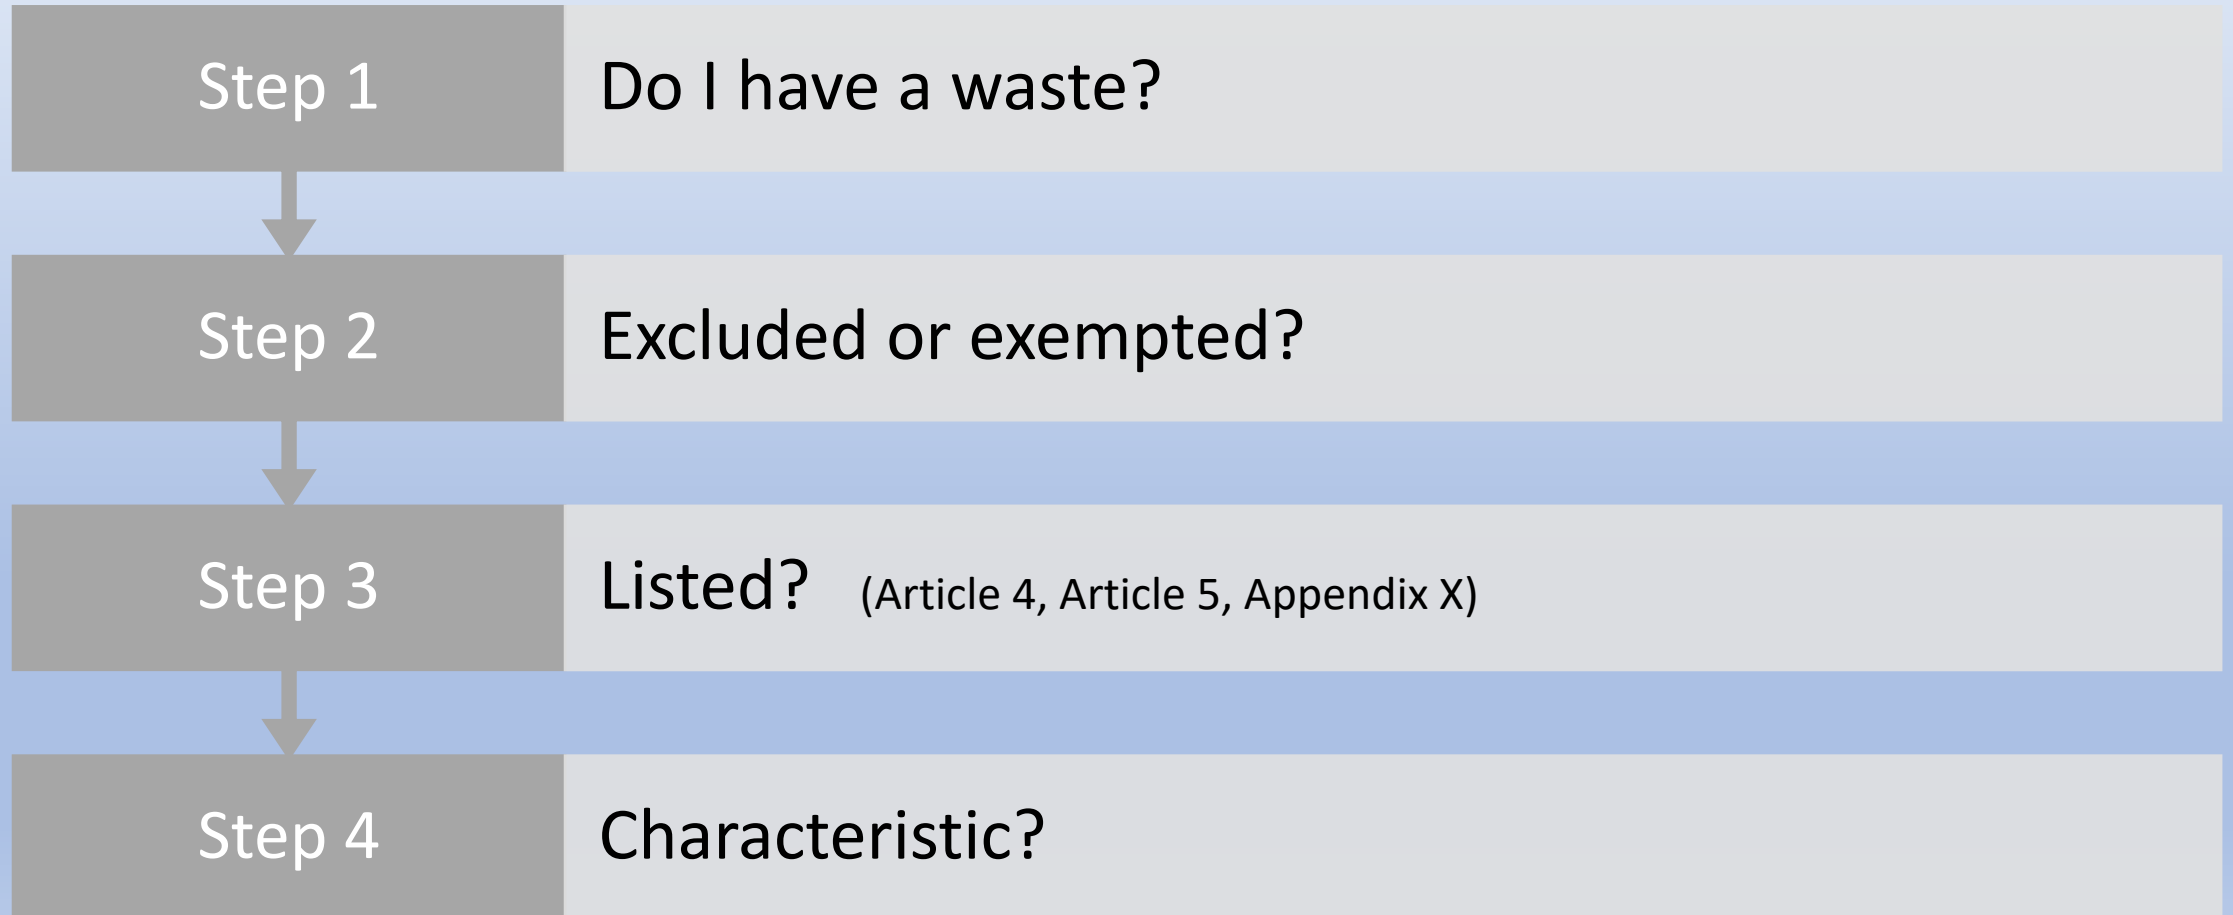 Step 1
Do I have a waste?
Step 2
Excluded or exempted?
Step 3
Listed? (Article 4, Article 5, Appendix X)
Step 4
Characteristic?